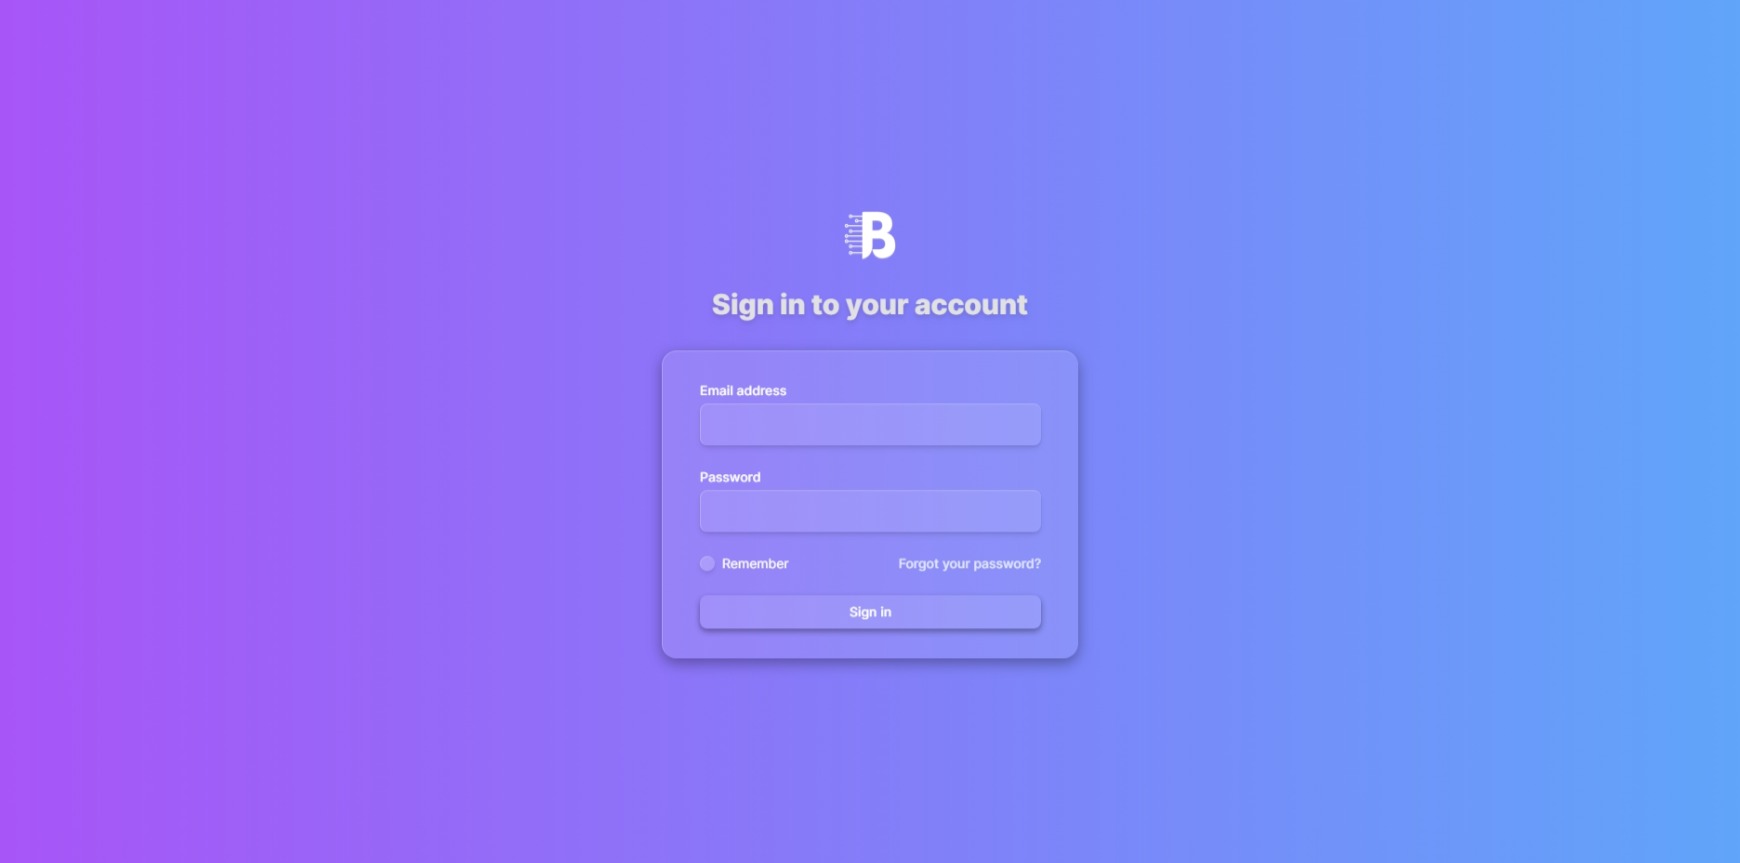 B
Sign in to your account
Email address
Password
Remember
Forgot your password?
Sign in